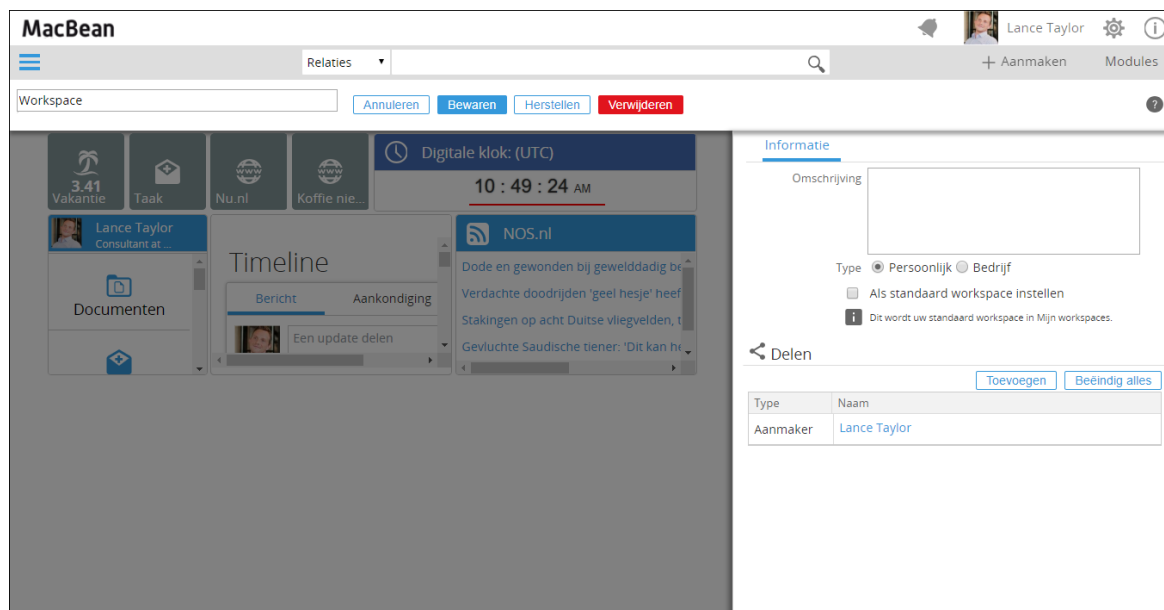 MacBean
Lance Taylor
Relaties
Aanmaken Modules
Workspace
Annuleren Bewaren Herstellen Verwijderen
3.41
Vakantie
Taak
Nu.nl
Koffie nie...
Digitale klok: (UTC)
10 : 49 : 24 AM
Lance Taylor
Consultant at ...
Documenten
Timeline
Bericht Aankondiging
Een update delen
NOS.nl
Dode en gewonden bij gewelddadig be
Verdachte doodrijden 'geel hesje' heef
Stakingen op acht Duitse vliegvelden, t
Gevluchte Saudische tiener: 'Dit kan he
Informatie
Omschrijving
Type Persoonlijk Bedrijf
Als standaard workspace instellen
Dit wordt uw standaard workspace in Mijn workspaces.
Delen
Toevoegen Beëindig alles
Type Naam
Aanmaker Lance Taylor